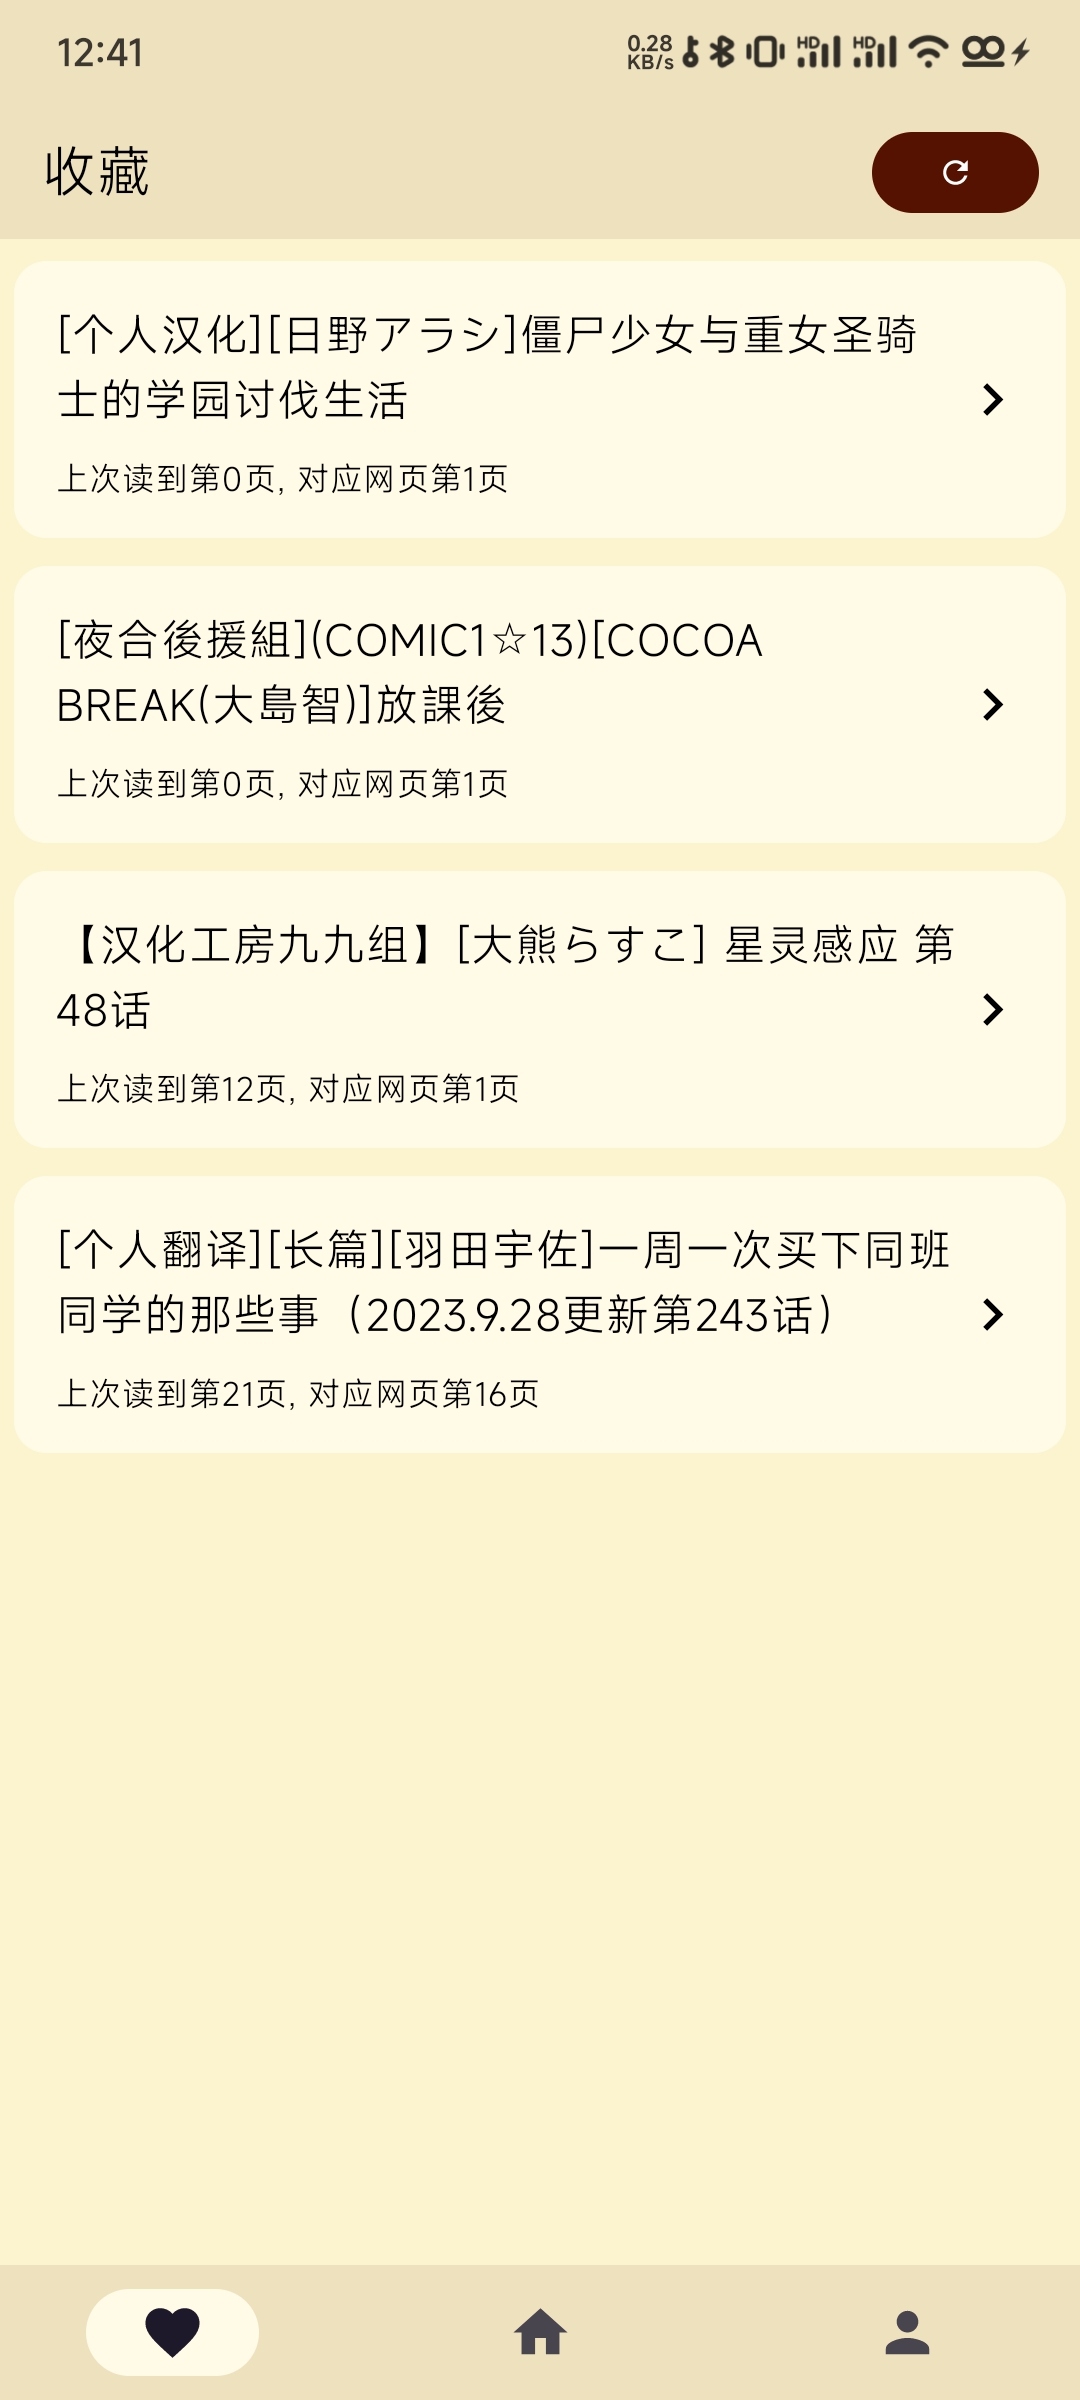 12:41
0.28
KB/s
HD
HD
收藏
[个人汉化][日野アラシ]僵尸少女与重女圣骑
士的学园讨伐生活
上次读到第0页, 对应网页第1页
[夜合後援組](COMIC1☆13)[COCOA
BREAK(大島智)]放課後
上次读到第0页, 对应网页第1页
【汉化工房九九组】[大熊らすこ] 星灵感应 第
48话
上次读到第12页, 对应网页第1页
[个人翻译][长篇][羽田宇佐]一周一次买下同班
同学的那些事（2023.9.28更新第243话）
上次读到第21页, 对应网页第16页